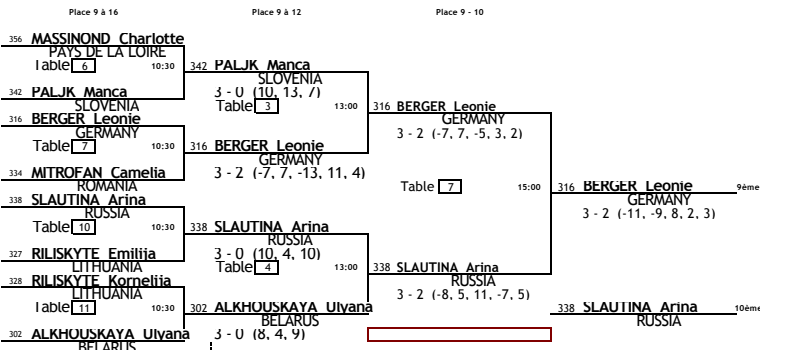 Place 9 à 16
Place 9 à 12
Place 9 - 10
356 MASSINOND Charlotte
PAYS DE LA LOIRE
Table 6 10:30
342 PALJK Manca
SLOVENIA
3 - 0 (10, 13, 7)
342 PALJK Manca
SLOVENIA
Table 3 13:00
316 BERGER Leonie
GERMANY
3 - 2 (-7, 7, -5, 3, 2)
316 BERGER Leonie
GERMANY
Table 7 10:30
316 BERGER Leonie
GERMANY
3 - 2 (-7, 7, -13, 11, 4)
334 MITROFAN Camelia
ROMANIA
Table 7 15:00
316 BERGER Leonie 9ème
GERMANY
3 - 2 (-11, -9, 8, 2, 3)
338 SLAUTINA Arina
RUSSIA
Table 10 10:30
338 SLAUTINA Arina
RUSSIA
3 - 0 (10, 4, 10)
327 RILISKYTE Emilija
LITHUANIA
Table 4 13:00
338 SLAUTINA Arina
RUSSIA
3 - 2 (-8, 5, 11, -7, 5)
328 RILISKYTE Kornelija
LITHUANIA
Table 11 10:30
302 ALKHOUSKAYA Ulyana
BELARUS
3 - 0 (8, 4, 9)
338 SLAUTINA Arina 10ème
RUSSIA
302 ALKHOUSKAYA Ulyana
BELARUS